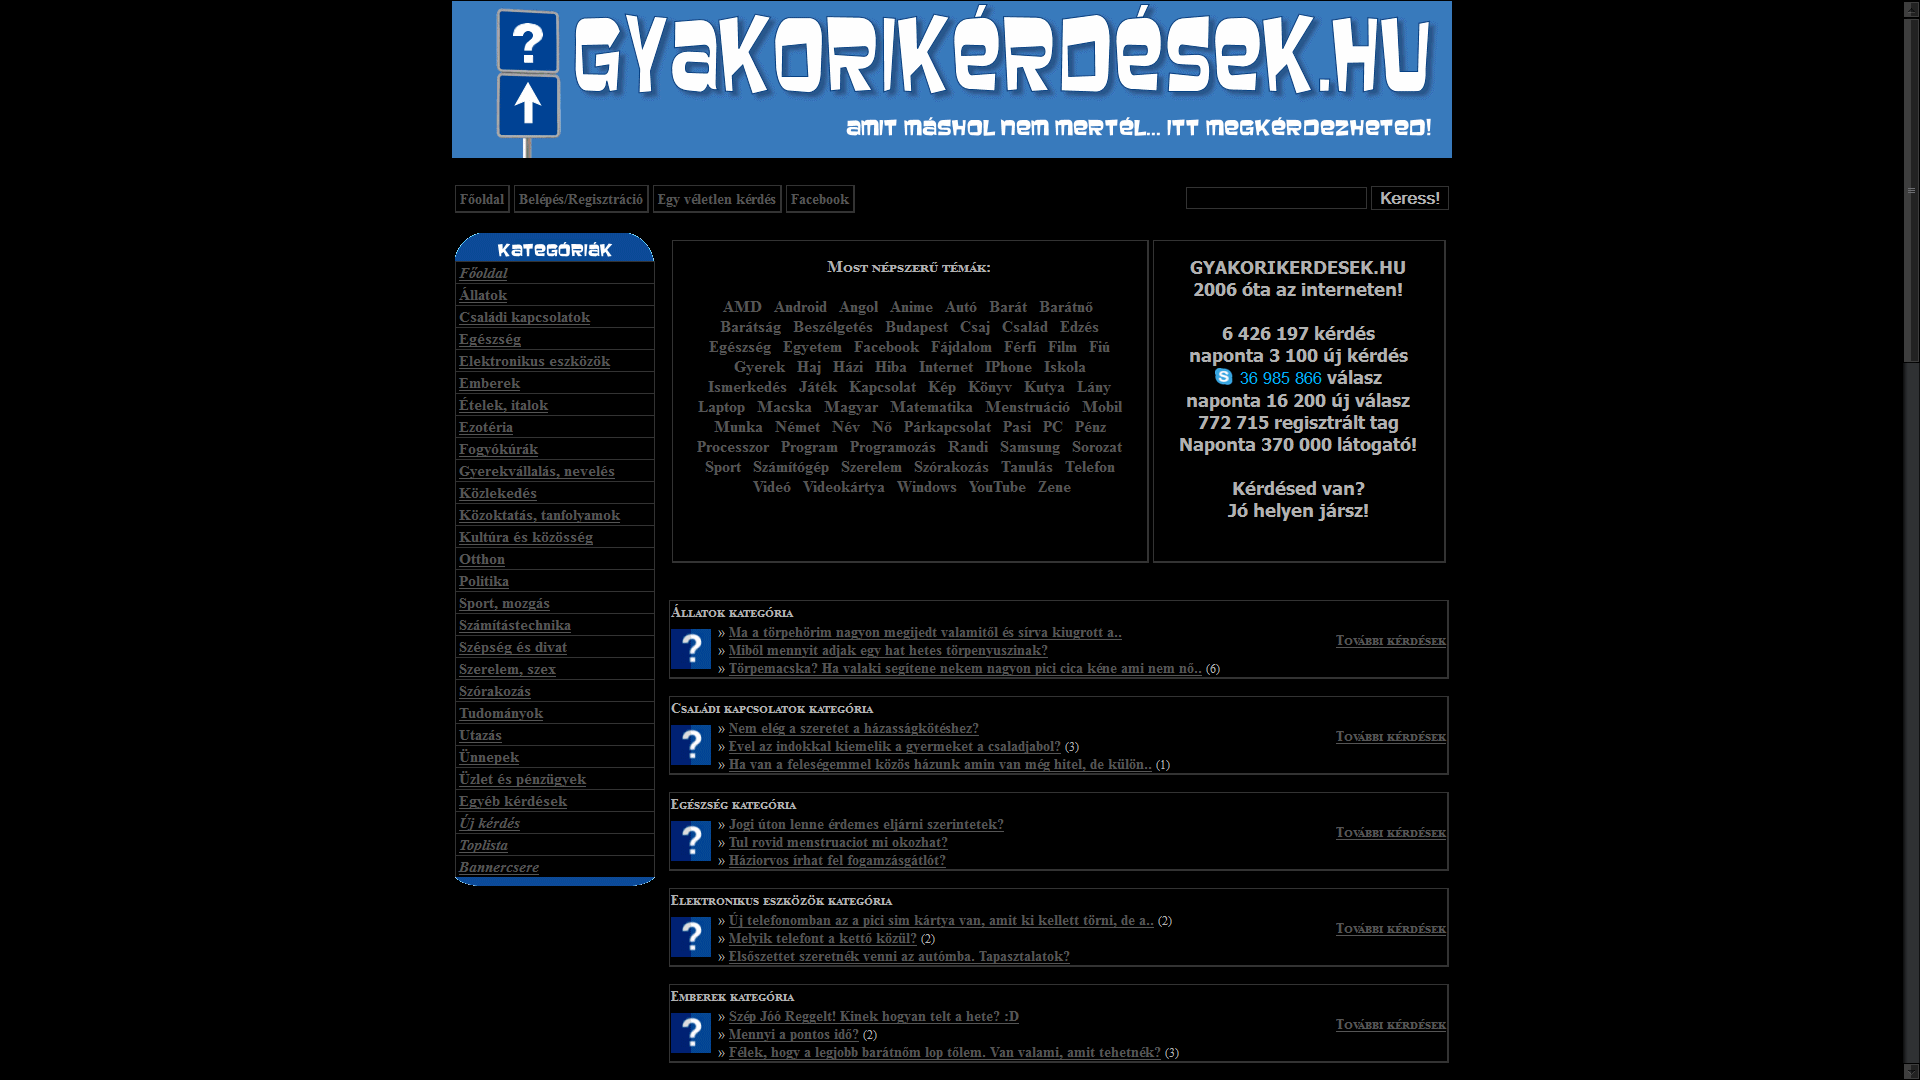 GYAKORIKÉRDÉSEK.HU
AMIT MÁSHOL NEM MERTÉL... ITT MEGKÉRDEZHETED!
Főoldal
Belépés/Regisztráció
Egy véletlen kérdés
Facebook
Keress!
KATEGÓRIÁK
Főoldal
Állatok
Családi kapcsolatok
Egészség
Elektronikus eszközök
Emberek
Ételek, italok
Ezotéria
Fogyókúrák
Gyerekvállalás, nevelés
Közlekedés
Közoktatás, tanfolyamok
Kultúra és közösség
Otthon
Politika
Sport, mozgás
Számítástechnika
Szépség és divat
Szerelem, szex
Szórakozás
Tudományok
Utazás
Ünnepek
Üzlet és pénzügyek
Egyéb kérdések
Új kérdés
Toplista
Bannercsere
Most népszerű témák:
AMD Android Angol Anime Autó Barát Barátnő
Barátság Beszélgetés Budapest Csaj Család Edzés
Egészség Egyetem Facebook Fájdalom Férfi Film Fiú
Gyerek Haj Házi Hiba Internet IPhone Iskola
Ismerkedés Játék Kapcsolat Kép Könyv Kutya Lány
Laptop Macska Magyar Matematika Menstruáció Mobil
Munka Német Név Nő Párkapcsolat Pasi PC Pénz
Processzor Program Programozás Randi Samsung Sorozat
Sport Számítógép Szerelem Szórakozás Tanulás Telefon
Videó Videokártya Windows YouTube Zene
GYAKORIKERDESEK.HU
2006 óta az interneten!
6 426 197 kérdés
naponta 3 100 új kérdés
36 985 866 válasz
naponta 16 200 új válasz
772 715 regisztrált tag
Naponta 370 000 látogató!
Kérdésed van?
Jó helyen jársz!
Állatok kategória
» Ma a törpehörim nagyon megijedt valamitől és sírva kiugrott a..
» Miből mennyit adjak egy hat hetes törpenyuszinak?
» Törpemacska? Ha valaki segítene nekem nagyon pici cica kéne ami nem nő.. (6)
További kérdések
Családi kapcsolatok kategória
» Nem elég a szeretet a házasságkötéshez?
» Evel az indokkal kiemelik a gyermeket a csaladjabol? (3)
» Ha van a feleségemmel közös házunk amin van még hitel, de külön.. (1)
További kérdések
Egészség kategória
» Jogi úton lenne érdemes eljárni szerintetek?
» Tul rovid menstruaciot mi okozhat?
» Háziorvos írhat fel fogamzásgátlót?
További kérdések
Elektronikus eszközök kategória
» Új telefonomban az a pici sim kártya van, amit ki kellett törni, de a.. (2)
» Melyik telefont a kettő közül? (2)
» Elsőszettet szeretnék venni az autómba. Tapasztalatok?
További kérdések
Emberek kategória
» Szép Jóó Reggelt! Kinek hogyan telt a hete? :D
» Mennyi a pontos idő? (2)
» Félek, hogy a legjobb barátnőm lop tőlem. Van valami, amit tehetnék? (3)
További kérdések